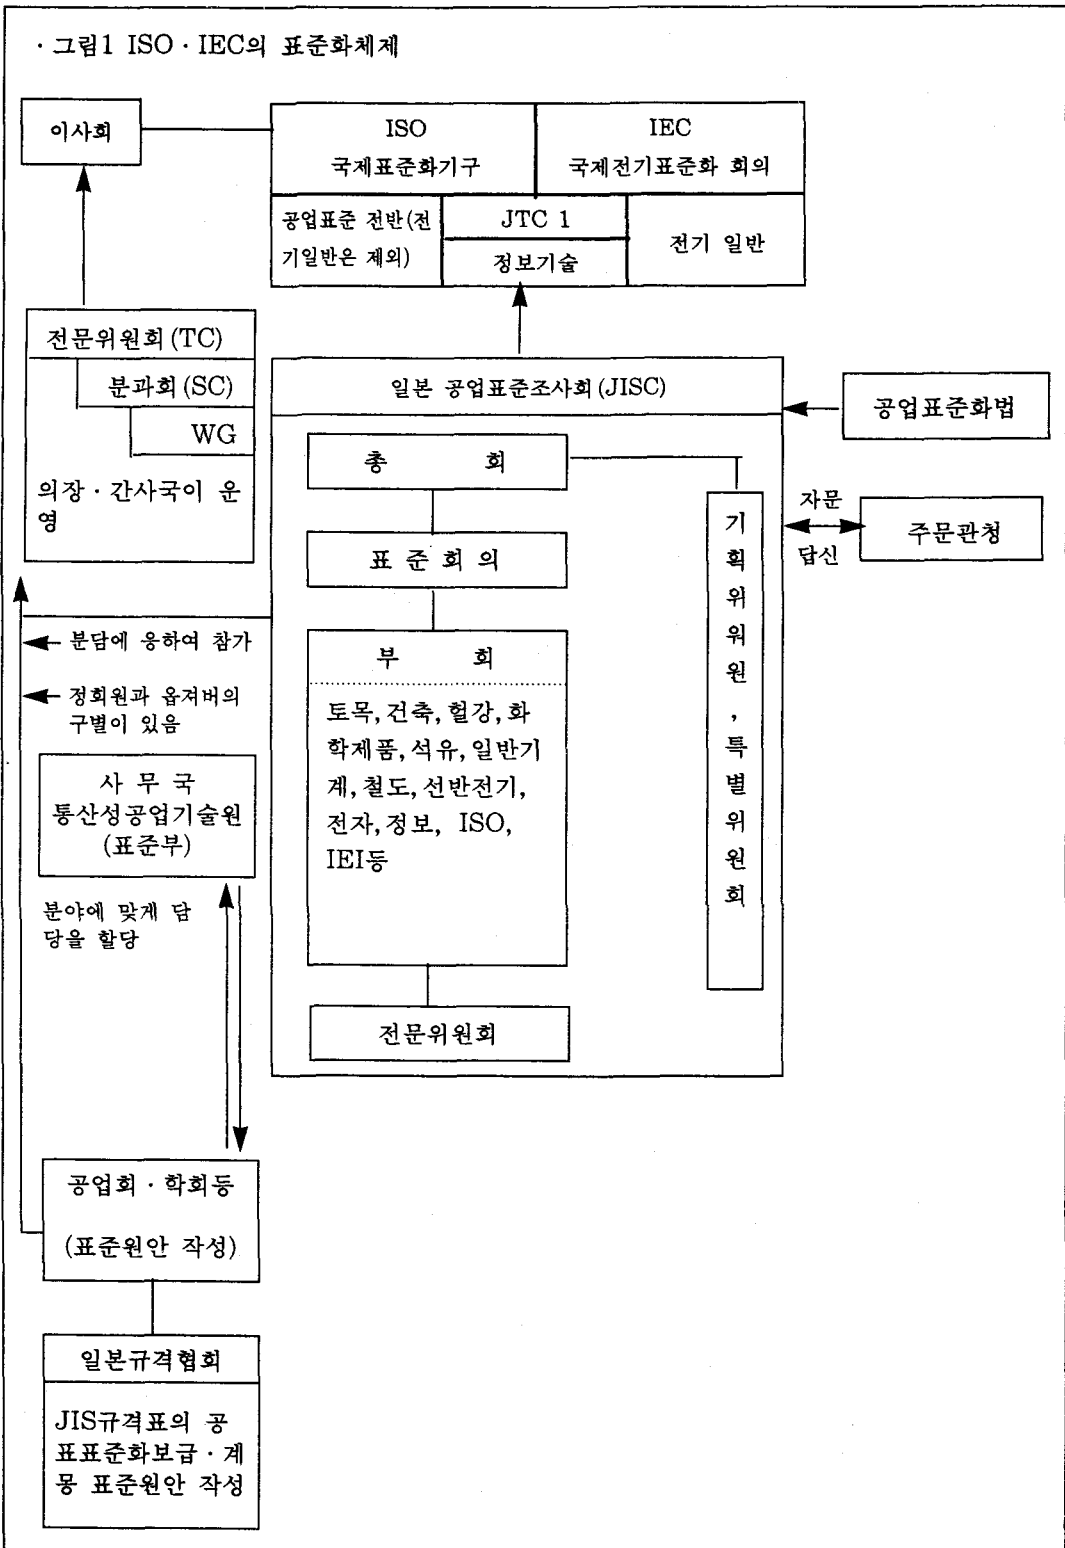 · 그림1 ISO · IEC의 표준화체제
이사회
ISO
국제표준화기구
IEC
국제전기표준화 회의
공업표준 전반(전
기일반은 제외)
JTC 1
정보기술
전기 일반
전문위원회(TC)
분과회(SC)
WG
의장 · 간사국이 운
영
일본 공업표준조사회(JISC)
공업표준화법
총 회
표 준 회 의
부 회
토목, 건축, 헐강, 화
학제품, 석유, 일반기
계, 철도, 선반전기,
전자, 정보, ISO,
IEI등
전문위원회
기
획
위
워
원
,
특
별
위
원
회
자문
답신
주문관청
분담에 응하여 참가
정회원과 옵져버의
구별이 있음
사 무 국
통산성공업기술원
(표준부)
분야에 맞게 담
당을 할당
공업회 · 학회등
(표준원안 작성)
일본규격협회
JIS규격표의 공
표표준화보급 · 계
몽 표준원안 작성